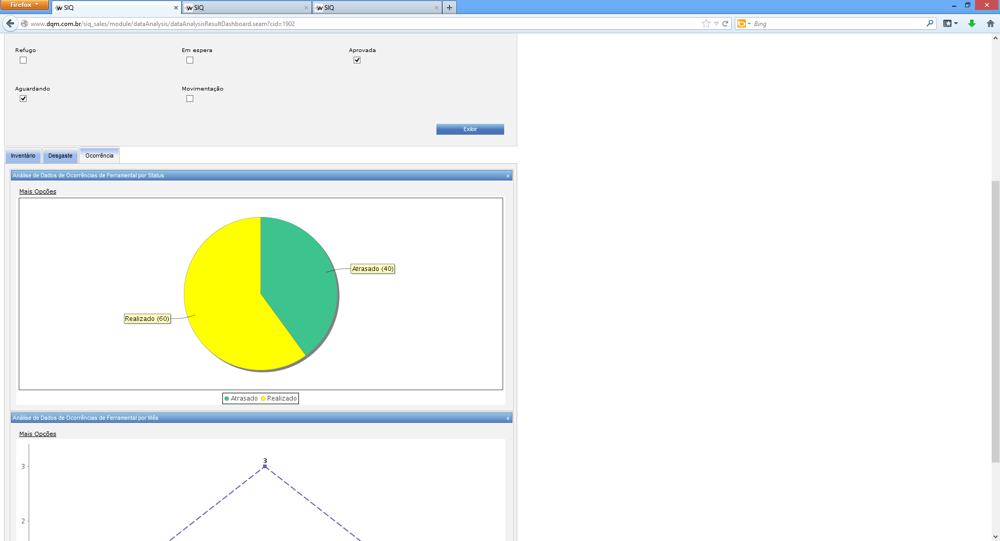 Firefox
SIQ
SIQ
SIQ
www.dqm.com.br/siq_sales/module/dataAnalysis/dataAnalysisResultDashboard.seam?cid=1902
Bing
Refugo
Em espera
Aprovada
Aguardando
Movimentação
Exibir
Inventário
Desgaste
Ocorrência
Análise de Dados de Ocorrências de Ferramental por Status
«
Mais Opções
Atrasado (40)
Realizado (60)
Atrasado
Realizado
Análise de Dados de Ocorrências de Ferramental por Mês
«
Mais Opções
3
3
2